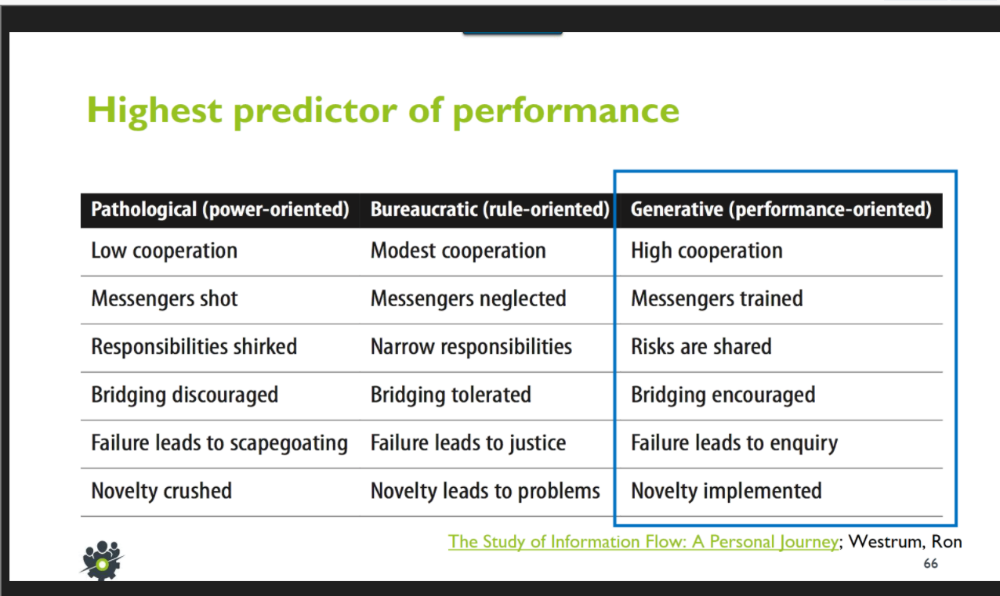 Highest predictor of performance
Pathological (power-oriented) Bureaucratic (rule-oriented) Generative (performance-oriented)
Low cooperation Modest cooperation High cooperation
Messengers shot Messengers neglected Messengers trained
Responsibilities shirked Narrow responsibilities Risks are shared
Bridging discouraged Bridging tolerated Bridging encouraged
Failure leads to scapegoating Failure leads to justice Failure leads to enquiry
Novelty crushed Novelty leads to problems Novelty implemented
The Study of Information Flow: A Personal Journey; Westrum, Ron
66